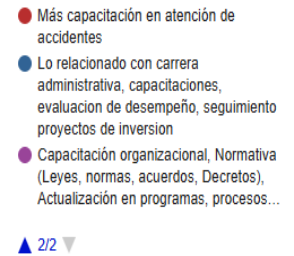 Más capacitación en atención de
accidentes
Lo relacionado con carrera
administrativa, capacitaciones,
evaluacion de desempeño, seguimiento
proyectos de inversion
Capacitación organizacional, Normativa
(Leyes, normas, acuerdos, Decretos),
Actualización en programas, procesos...
2/2